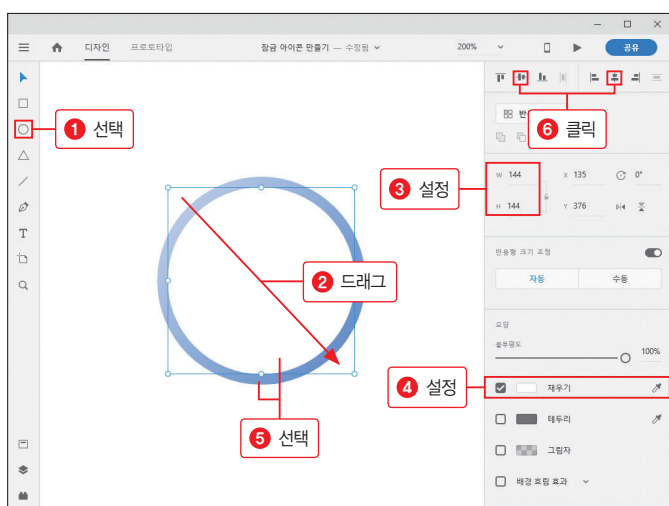 디자인 프로토타입 잠금 아이콘 만들기 — 수정됨 200% 공유
1 선택
반
6 클릭
W 144 X 135 0°
3 설정
H 144 Y 376
반응형 크기 조정
자동 수동
2 드래그
모양
불투명도
100%
4 설정
채우기
테두리
5 선택
그림자
배경 흐림 효과
T